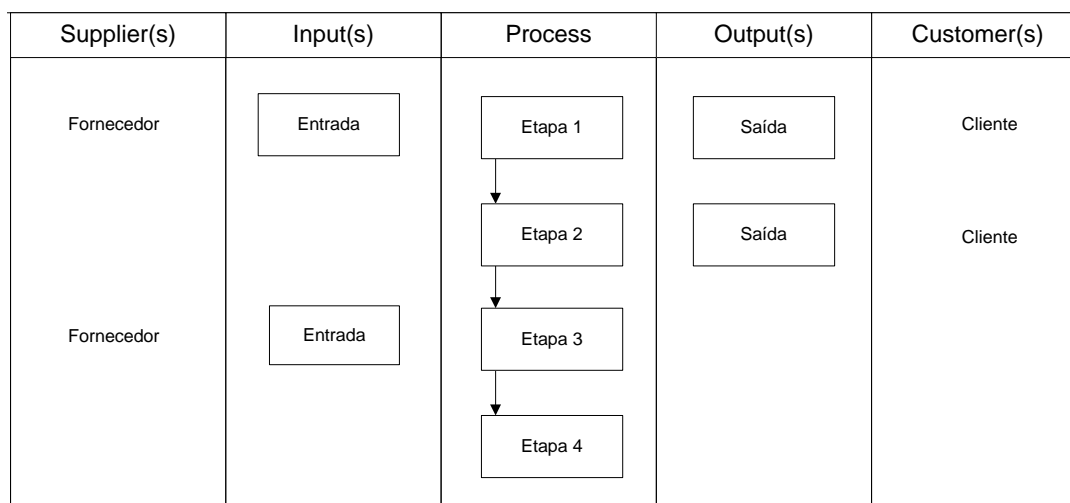 Supplier(s)
Input(s)
Process
Output(s)
Customer(s)
Fornecedor
Entrada
Etapa 1
Saída
Cliente
Etapa 2
Saída
Cliente
Fornecedor
Entrada
Etapa 3
Etapa 4